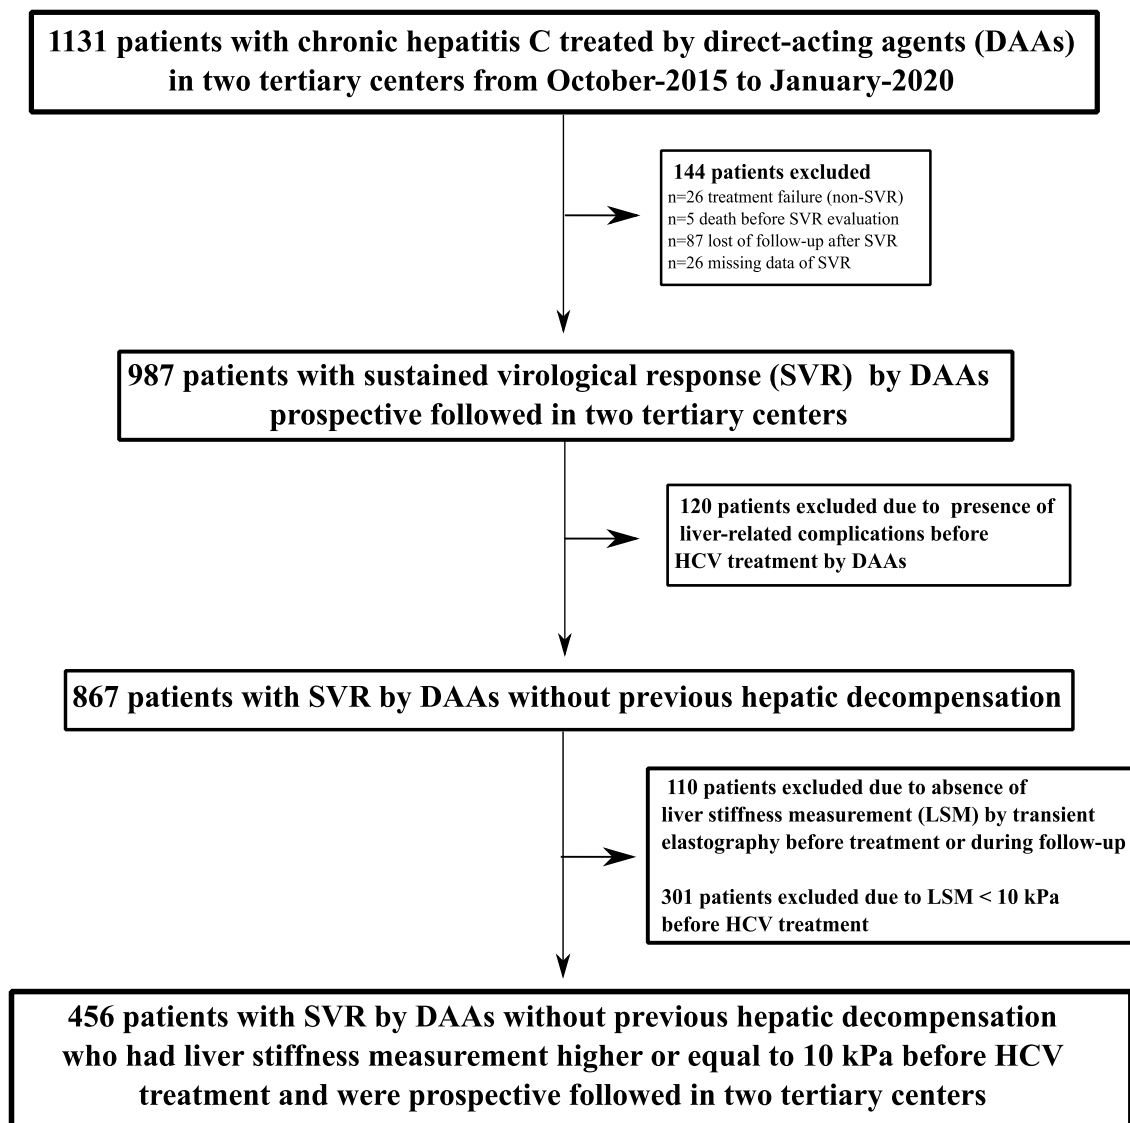 1131 patients with chronic hepatitis C treated by direct-acting agents (DAAs)
in two tertiary centers from October-2015 to January-2020
144 patients excluded
n=26 treatment failure (non-SVR)
n=5 death before SVR evaluation
n=87 lost of follow-up after SVR
n=26 missing data of SVR
987 patients with sustained virological response (SVR) by DAAs
prospective followed in two tertiary centers
120 patients excluded due to presence of
liver-related complications before
HCV treatment by DAAs
867 patients with SVR by DAAs without previous hepatic decompensation
110 patients excluded due to absence of
liver stiffness measurement (LSM) by transient
elastography before treatment or during follow-up
301 patients excluded due to LSM < 10 kPa
before HCV treatment
456 patients with SVR by DAAs without previous hepatic decompensation
who had liver stiffness measurement higher or equal to 10 kPa before HCV
treatment and were prospective followed in two tertiary centers